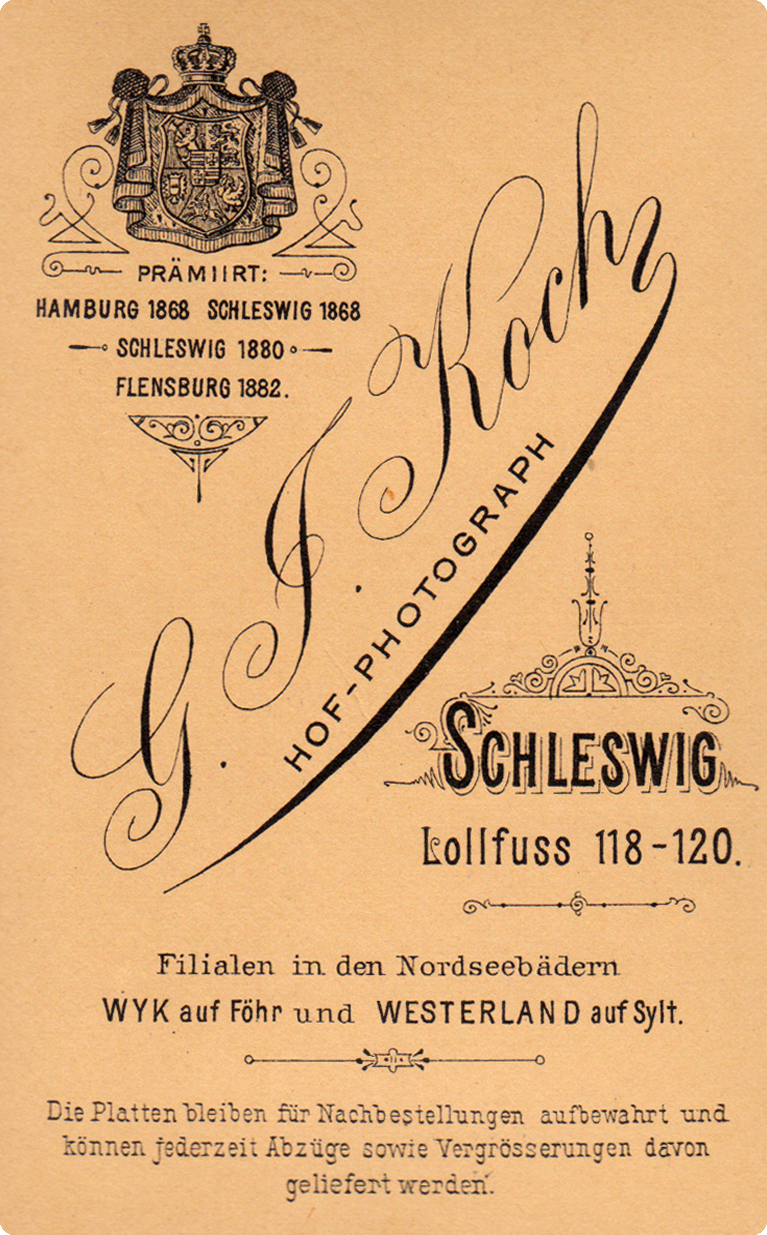 PRÄMIIRT:
HAMBURG 1868 SCHLESWIG 1868
SCHLESWIG 1880
FLENSBURG 1882.
G. J. Koch
HOF-PHOTOGRAPH
SCHLESWIG
Lollfuss 118-120.
Filialen in den Nordseebädern
WYK auf Föhr und WESTERLAND auf Sylt.
Die Platten bleiben für Nachbestellungen aufbewahrt und
können jederzeit Abzüge sowie Vergrösserungen davon
geliefert werden.